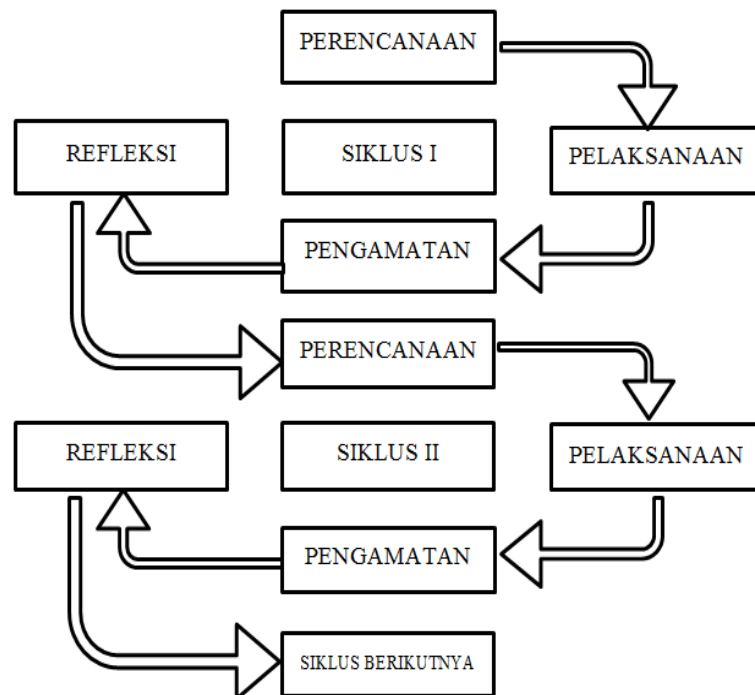 PERENCANAAN
REFLEKSI
SIKLUS I
PELAKSANAAN
PENGAMATAN
PERENCANAAN
REFLEKSI
SIKLUS II
PELAKSANAAN
PENGAMATAN
SIKLUS BERIKUTNYA